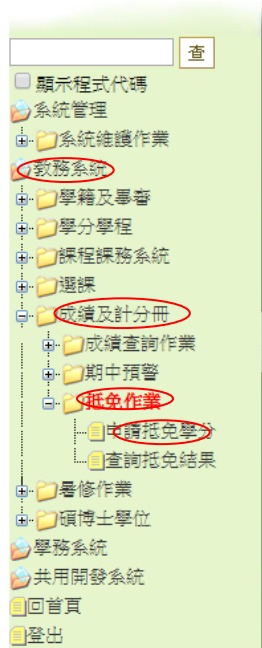 查
顯示程式代碼
系統管理
系統維護作業
教務系統
學籍及畢審
學分學程
課程課務系統
選課
成績及計分冊
成績查詢作業
期中預警
抵免作業
申請抵免學分
查詢抵免結果
暑修作業
碩博士學位
學務系統
共用開發系統
回首頁
登出